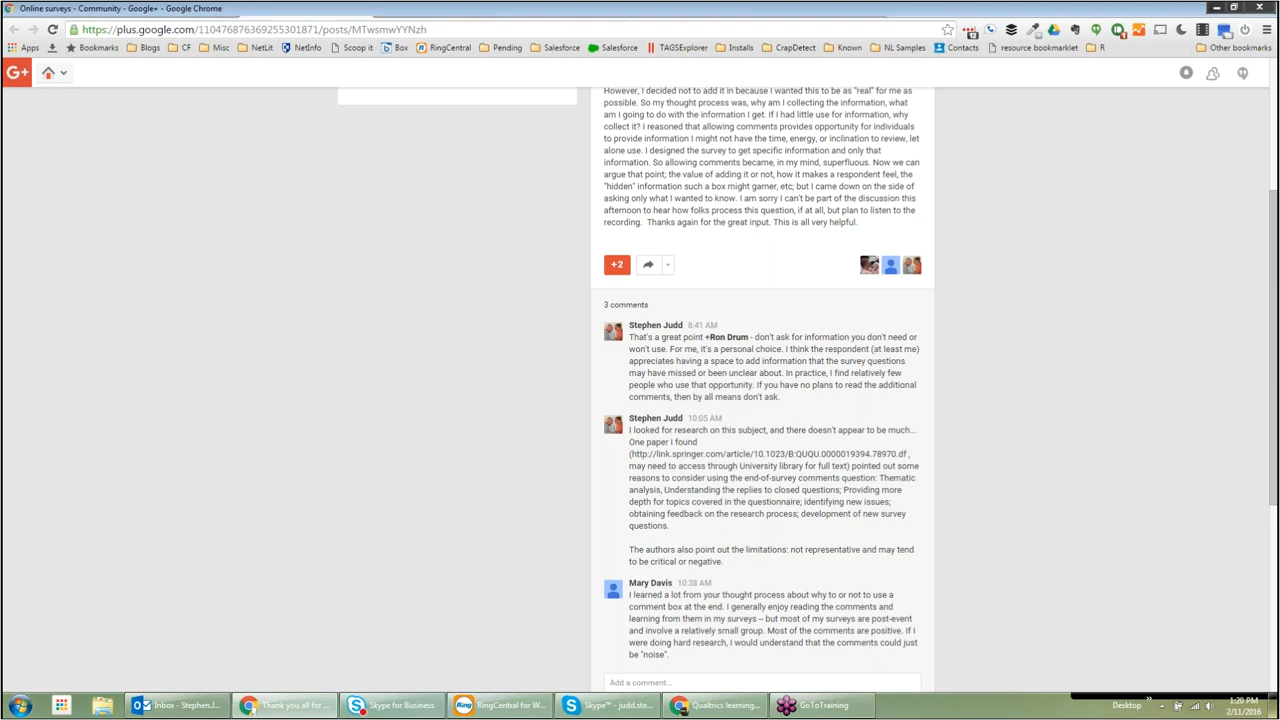 Online surveys - Community - Google+ - Google Chrome
https://plus.google.com/110476876369255301871/posts/MTwsmwYYNzh
Apps Bookmarks Blogs CF Misc NetLit NetInfo Scoop it Box RingCentral Pending Salesforce Salesforce TAGSExplorer Installs CrapDetect Known NL Samples Contacts resource bookmarklet R Other bookmarks
G+
However, I decided not to add it in because I wanted this to be as "real" for me as
possible. So my thought process was, why am I collecting the information, what
am I going to do with the information I get. If I had little use for information, why
collect it? I reasoned that allowing comments provides opportunity for individuals
to provide information I might not have the time, energy, or inclination to review, let
alone use. I designed the survey to get specific information and only that
information. So allowing comments became, in my mind, superfluous. Now we can
argue that point; the value of adding it or not, how it makes a respondent feel, the
"hidden" information such a box might garner, etc; but I came down on the side of
asking only what I wanted to know. I am sorry I can't be part of the discussion this
afternoon to hear how folks process this question, if at all, but plan to listen to the
recording. Thanks again for the great input. This is all very helpful.
+2
3 comments
Stephen Judd 8:41 AM
That's a great point +Ron Drum - don't ask for information you don't need or
won't use. For me, it's a personal choice. I think the respondent (at least me)
appreciates having a space to add information that the survey questions
may have missed or been unclear about. In practice, I find relatively few
people who use that opportunity. If you have no plans to read the additional
comments, then by all means don't ask.
Stephen Judd 10:05 AM
I looked for research on this subject, and there doesn't appear to be much...
One paper I found
(http://link.springer.com/article/10.1023/B:QUQU.0000019394.78970.df ,
may need to access through University library for full text) pointed out some
reasons to consider using the end-of-survey comments question: Thematic
analysis, Understanding the replies to closed questions; Providing more
depth for topics covered in the questionnaire; identifying new issues;
obtaining feedback on the research process; development of new survey
questions.
The authors also point out the limitations: not representative and may tend
to be critical or negative.
Mary Davis 10:38 AM
I learned a lot from your thought process about why to or not to use a
comment box at the end. I generally enjoy reading the comments and
learning from them in my surveys – but most of my surveys are post-event
and involve a relatively small group. Most of the comments are positive. If I
were doing hard research, I would understand that the comments could just
be "noise".
Add a comment...
Inbox - Stephen.J... Thank you all for ... Skype for Business RingCentral for W... Skype™ - judd.ste... Qualtrics learning... GoToTraining Desktop 1:20 PM
2/11/2016